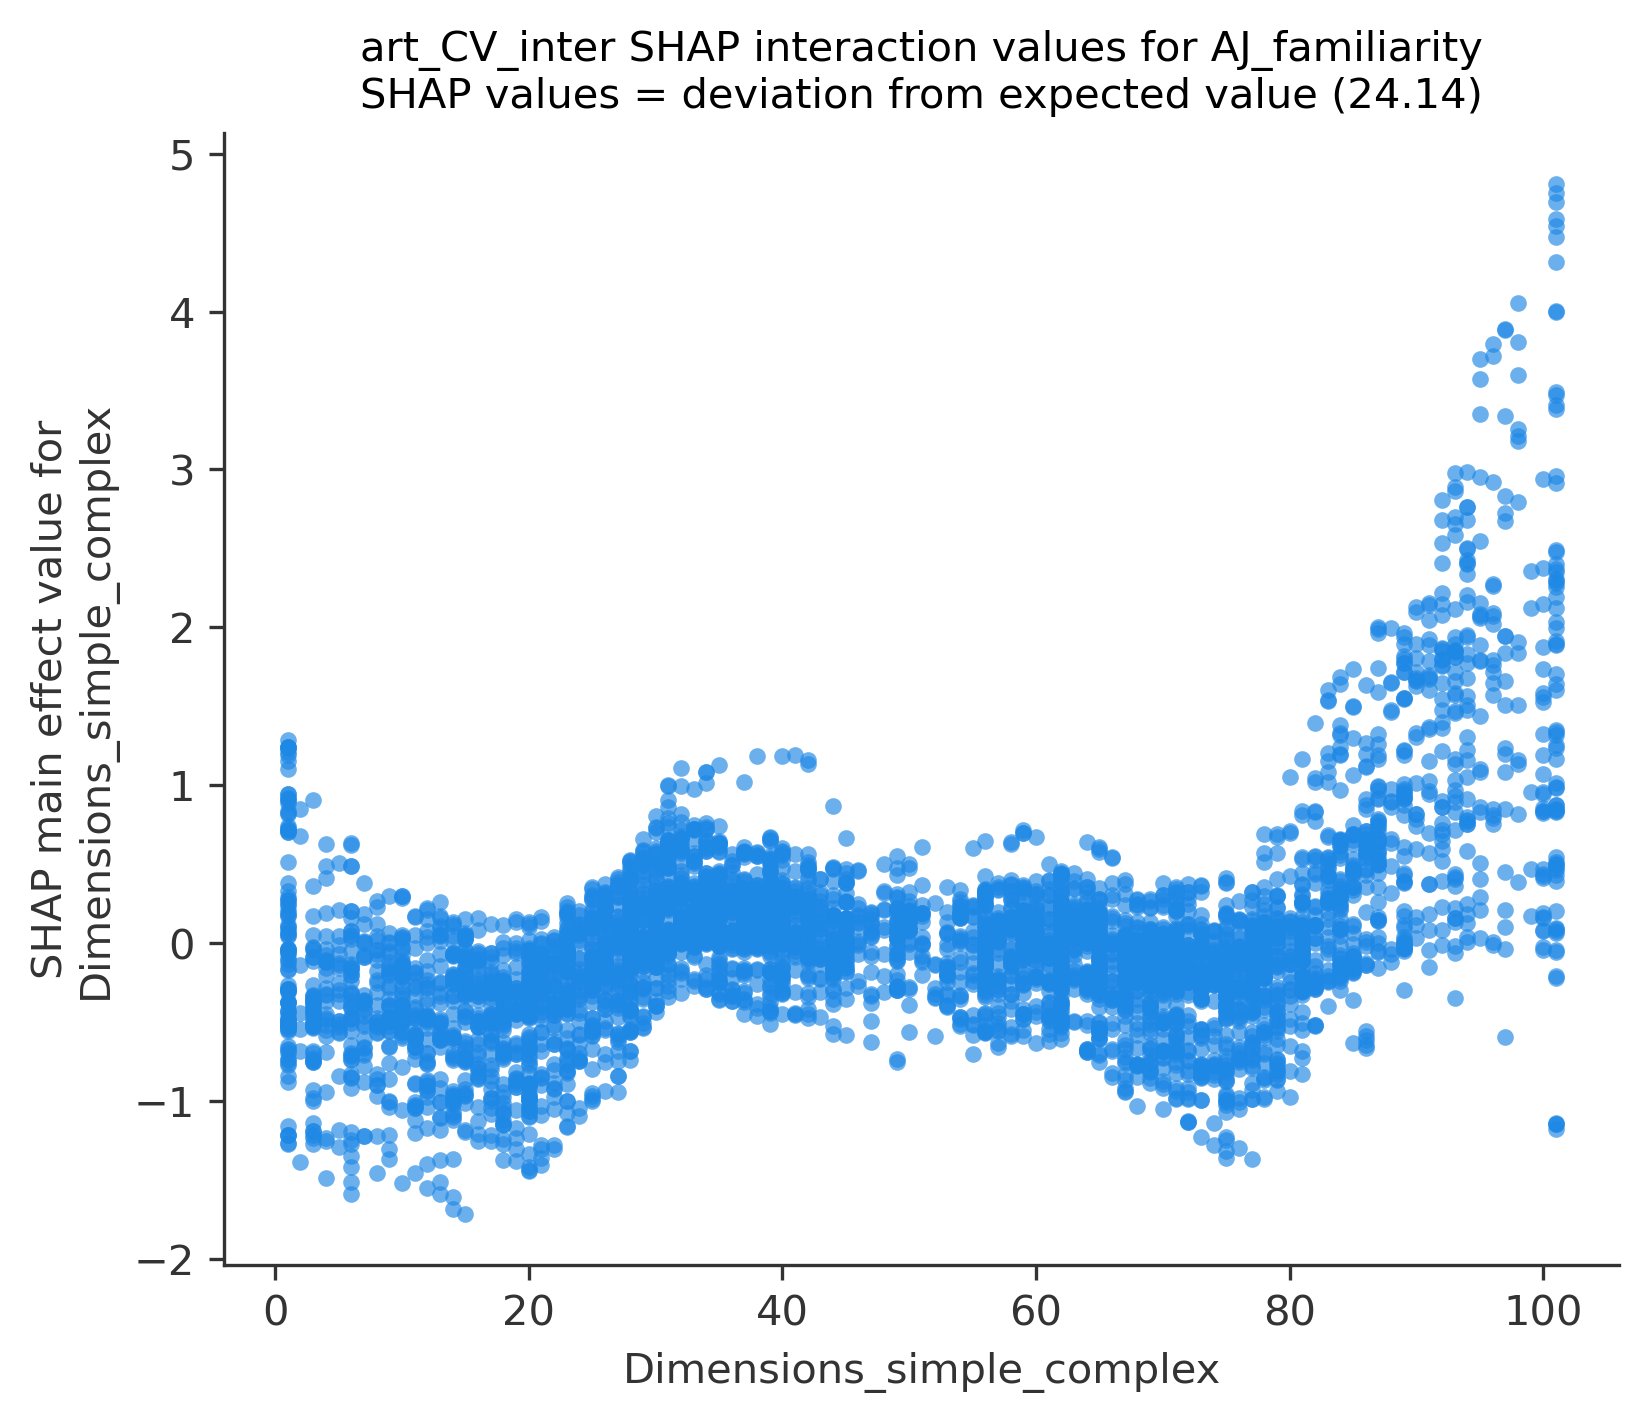 art_CV_inter SHAP interaction values for AJ_familiarity
SHAP values = deviation from expected value (24.14)
SHAP main effect value for
Dimensions_simple_complex
5
4
3
2
1
0
−1
−2
0
20
40
60
80
100
Dimensions_simple_complex